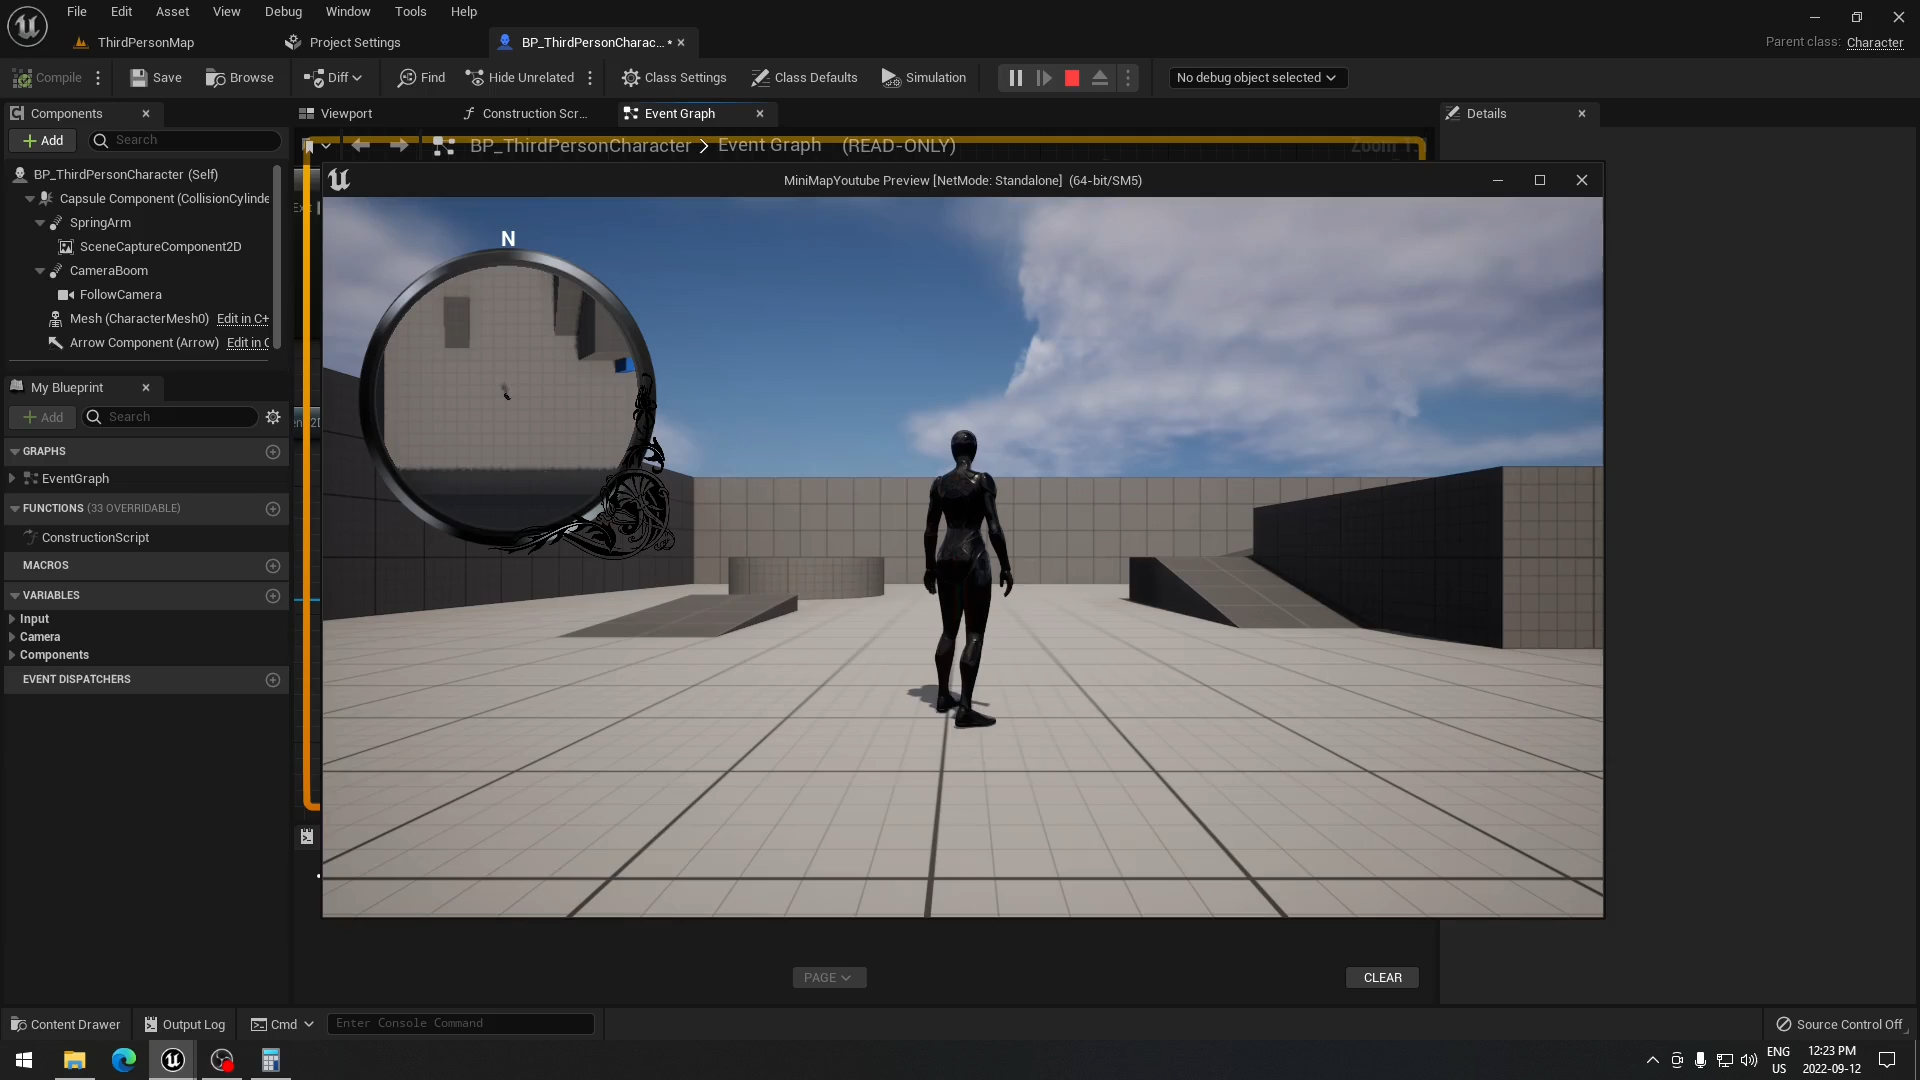 File Edit Asset View Debug Window Tools Help
ThirdPersonMap Project Settings BP_ThirdPersonCharac... •
Parent class: Character
Compile Save Browse Diff Find Hide Unrelated Class Settings Class Defaults Simulation No debug object selected
Components Viewport Construction Scr... Event Graph Details
Add Search
BP_ThirdPersonCharacter > Event Graph (READ-ONLY)
BP_ThirdPersonCharacter (Self)
MiniMapYoutube Preview [NetMode: Standalone] (64-bit/SM5)
Capsule Component (CollisionCylinde
SpringArm
SceneCaptureComponent2D
N
CameraBoom
FollowCamera
Mesh (CharacterMesh0) Edit in C+
Arrow Component (Arrow) Edit in
My Blueprint
Add Search
GRAPHS
EventGraph
FUNCTIONS (33 OVERRIDABLE)
ConstructionScript
MACROS
VARIABLES
Input
Camera
Components
EVENT DISPATCHERS
PAGE CLEAR
Content Drawer Output Log Cmd Enter Console Command Source Control Off
ENG
US
12:23 PM
2022-09-12